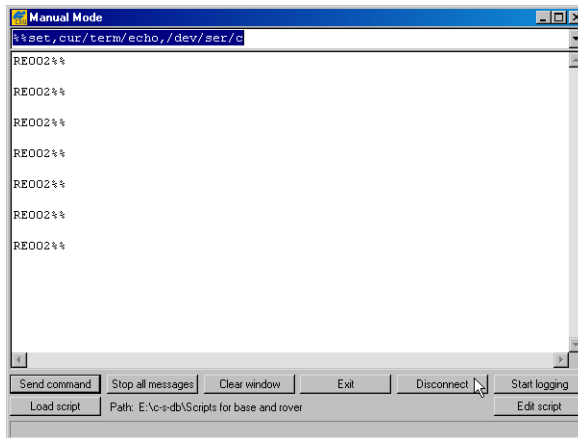 Manual Mode
%%set,cur/term/echo,/dev/ser/c
RE002%%
RE002%%
RE002%%
RE002%%
RE002%%
RE002%%
RE002%%
Send command Stop all messages Clear window Exit Disconnect Start logging
Load script Path: E:\c-s-db\Scripts for base and rover Edit script